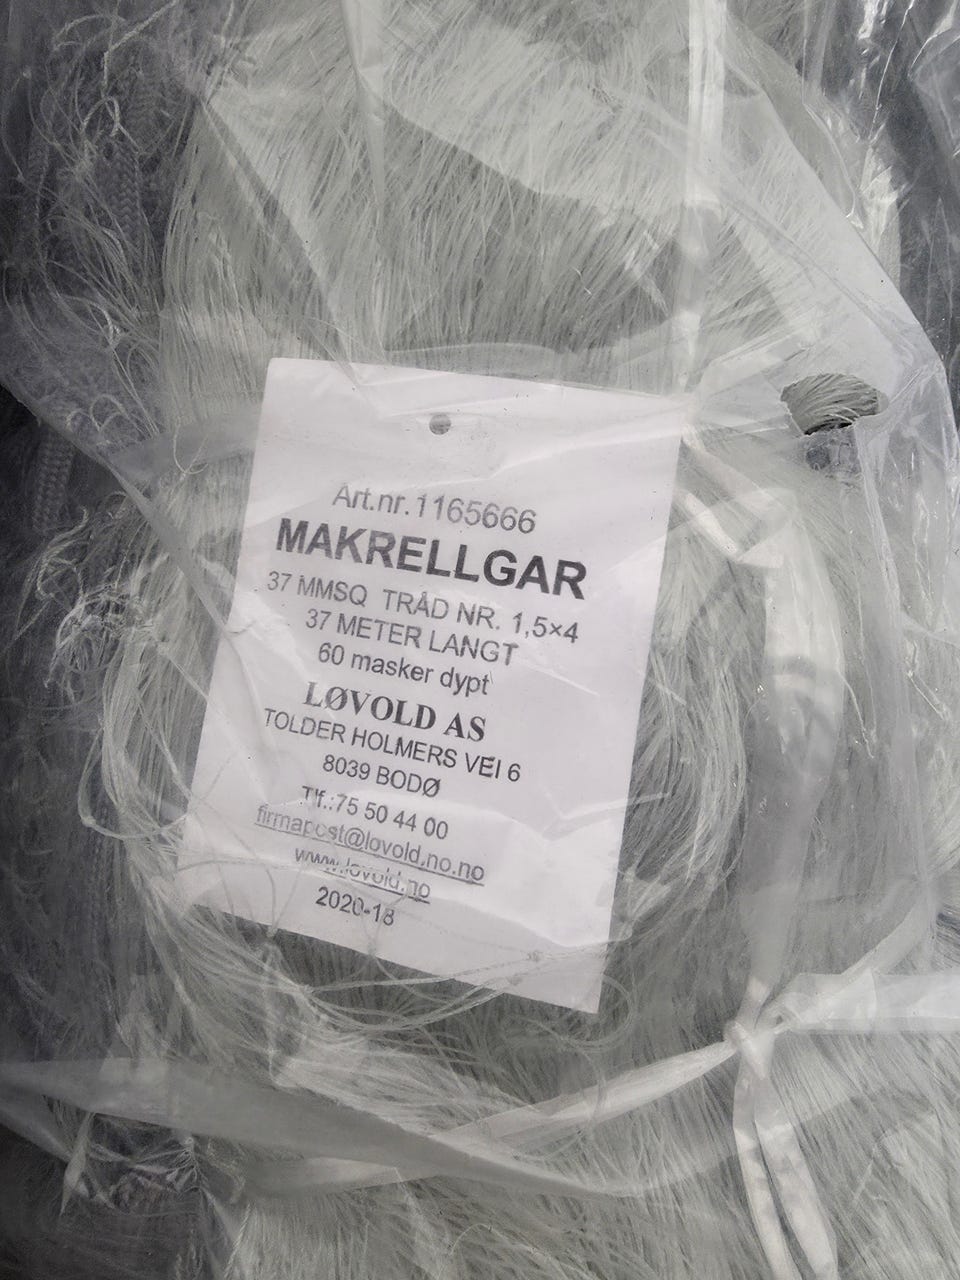 Art.nr.1165666
MAKRELLGAR
37 MMSQ TRÅD NR. 1,5×4
37 METER LANGT
60 masker dypt
LØVOLD AS
TOLDER HOLMERS VEI 6
8039 BODØ
Tlf.:75 50 44 00
firmapost@lovold.no.no
www.lovold.no
2020-18